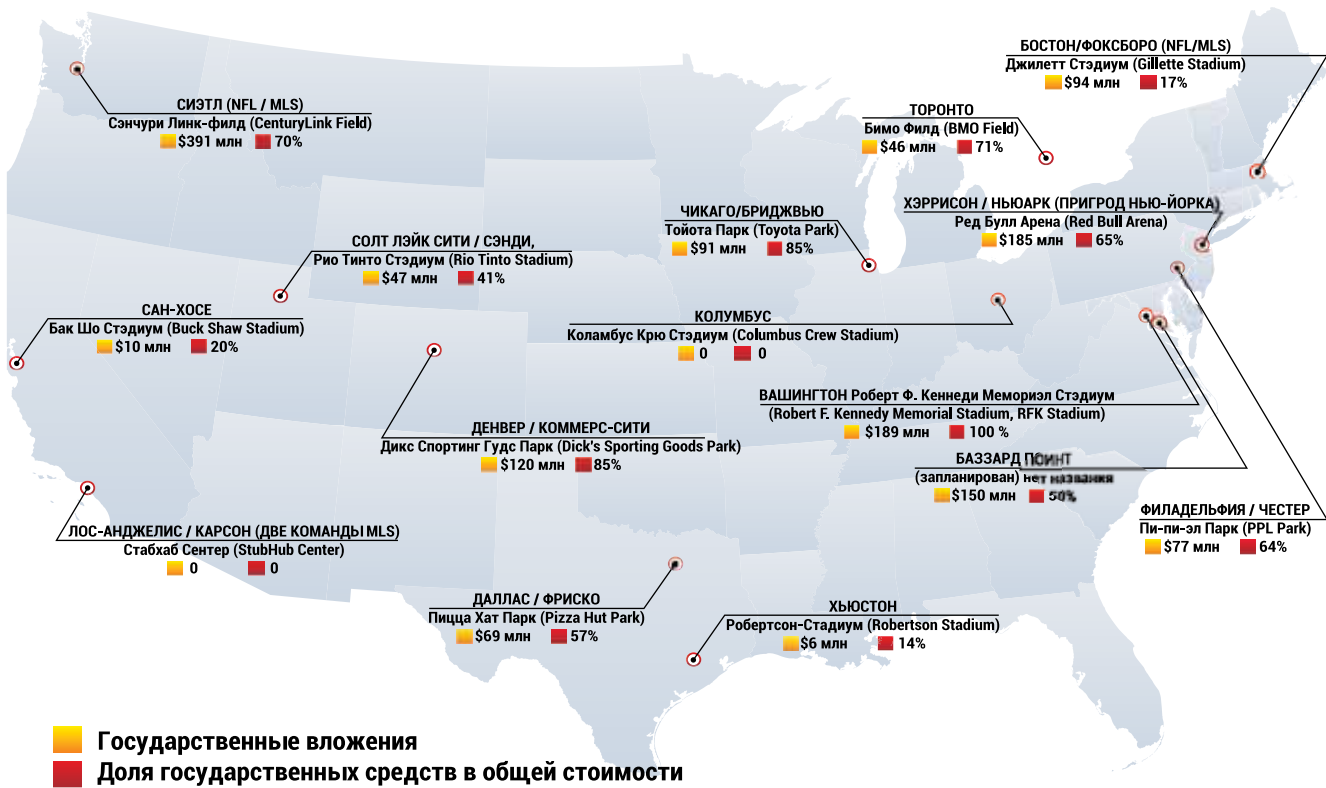 БОСТОН/ФОКСБОРО (NFL/MLS)
Джилетт Стэдиум (Gillette Stadium)
$94 млн 17%
СИЭТЛ (NFL / MLS)
Сэнчури Линк-филд (CenturyLink Field)
$391 млн 70%
ТОРОНТО
Бимо Филд (BMO Field)
$46 млн 71%
ХЭРРИСОН / НЬЮАРК (ПРИГРОД НЬЮ-ЙОРКА)
Ред Булл Арена (Red Bull Arena)
$185 млн 65%
ЧИКАГО/БРИДЖВЬЮ
Тойота Парк (Toyota Park)
$91 млн 85%
СОЛТ ЛЭЙК СИТИ / СЭНДИ,
Рио Тинто Стэдиум (Rio Tinto Stadium)
$47 млн 41%
САН-ХОСЕ
Бак Шо Стэдиум (Buck Shaw Stadium)
$10 млн 20%
КОЛУМБУС
Коламбус Крю Стэдиум (Columbus Crew Stadium)
0 0
ВАШИНГТОН Роберт Ф. Кеннеди Мемориэл Стэдиум
(Robert F. Kennedy Memorial Stadium, RFK Stadium)
$189 млн 100 %
ДЕНВЕР / КОММЕРС-СИТИ
Дикс Спортинг Гудс Парк (Dick's Sporting Goods Park)
$120 млн 85%
БАЗЗАРД ПОИНТ
(запланирован) нет названия
$150 млн 50%
ФИЛАДЕЛЬФИЯ / ЧЕСТЕР
Пи-пи-эл Парк (PPL Park)
$77 млн 64%
ЛОС-АНДЖЕЛИС / КАРСОН (ДВЕ КОМАНДЫ MLS)
Стабхаб Сентер (StubHub Center)
0 0
ДАЛЛАС / ФРИСКО
Пицца Хат Парк (Pizza Hut Park)
$69 млн 57%
ХЬЮСТОН
Робертсон-Стадиум (Robertson Stadium)
$6 млн 14%
Государственные вложения
Доля государственных средств в общей стоимости